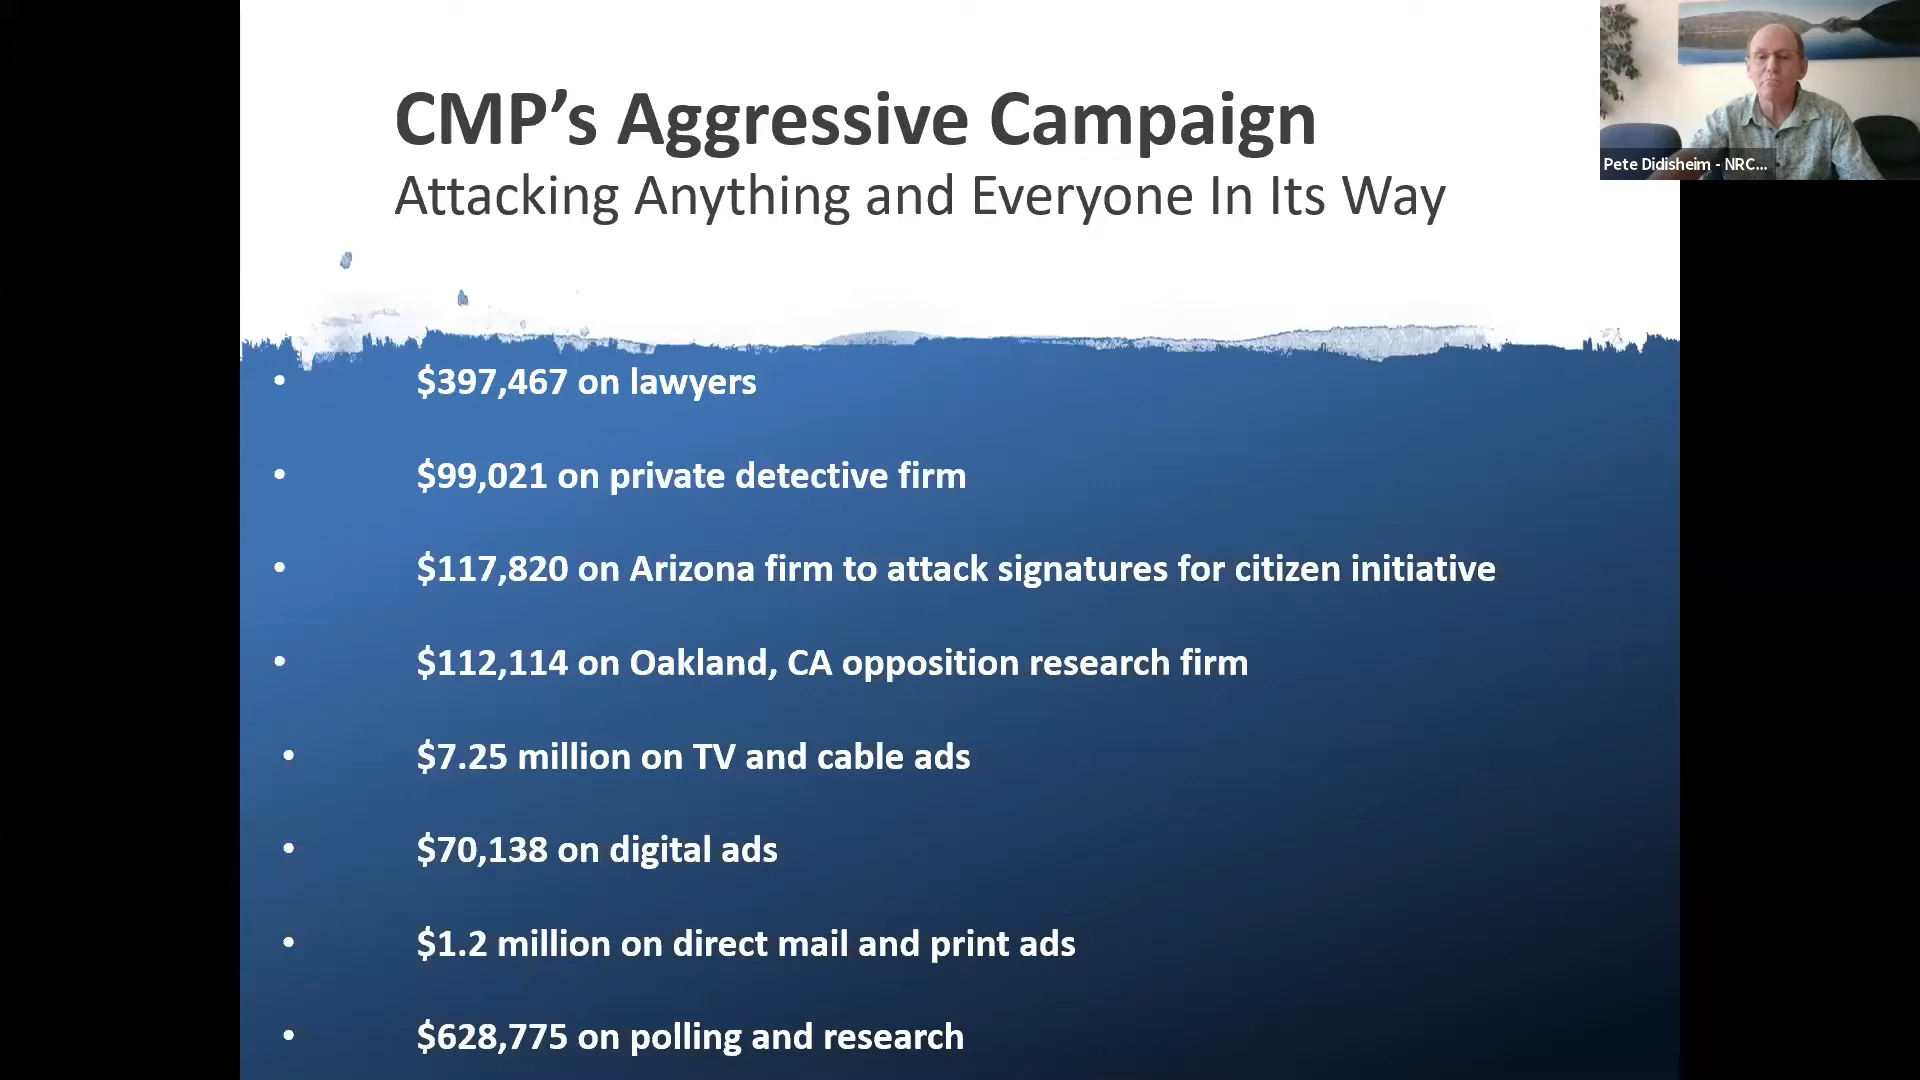 CMP’s Aggressive Campaign
Attacking Anything and Everyone In Its Way
Pete Didisheim - NRC...
• $397,467 on lawyers
• $99,021 on private detective firm
• $117,820 on Arizona firm to attack signatures for citizen initiative
• $112,114 on Oakland, CA opposition research firm
• $7.25 million on TV and cable ads
• $70,138 on digital ads
• $1.2 million on direct mail and print ads
• $628,775 on polling and research